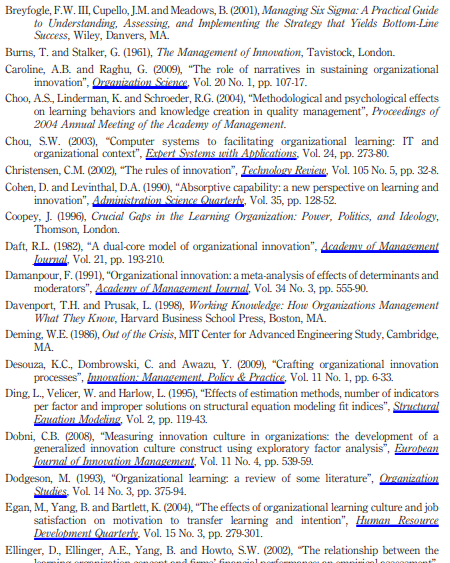 Breyfogle, F.W. III, Cupello, J.M. and Meadows, B. (2001), Managing Six Sigma: A Practical Guide
to Understanding, Assessing, and Implementing the Strategy that Yields Bottom-Line
Success, Wiley, Danvers, MA.
Burns, T. and Stalker, G. (1961), The Management of Innovation, Tavistock, London.
Caroline, A.B. and Raghu, G. (2009), “The role of narratives in sustaining organizational
innovation”, Organization Science, Vol. 20 No. 1, pp. 107-17.
Choo, A.S., Linderman, K. and Schroeder, R.G. (2004), “Methodological and psychological effects
on learning behaviors and knowledge creation in quality management”, Proceedings of
2004 Annual Meeting of the Academy of Management.
Chou, S.W. (2003), “Computer systems to facilitating organizational learning: IT and
organizational context”, Expert Systems with Applications, Vol. 24, pp. 273-80.
Christensen, C.M. (2002), “The rules of innovation”, Technology Review, Vol. 105 No. 5, pp. 32-8.
Cohen, D. and Levinthal, D.A. (1990), “Absorptive capability: a new perspective on learning and
innovation”, Administration Science Quarterly, Vol. 35, pp. 128-52.
Coopey, J. (1996), Crucial Gaps in the Learning Organization: Power, Politics, and Ideology,
Thomson, London.
Daft, R.L. (1982), “A dual-core model of organizational innovation”, Academy of Management
Journal, Vol. 21, pp. 193-210.
Damanpour, F. (1991), “Organizational innovation: a meta-analysis of effects of determinants and
moderators”, Academy of Management Journal, Vol. 34 No. 3, pp. 555-90.
Davenport, T.H. and Prusak, L. (1998), Working Knowledge: How Organizations Management
What They Know, Harvard Business School Press, Boston, MA.
Deming, W.E. (1986), Out of the Crisis, MIT Center for Advanced Engineering Study, Cambridge,
MA.
Desouza, K.C., Dombrowski, C. and Awazu, Y. (2009), “Crafting organizational innovation
processes”, Innovation: Management, Policy & Practice, Vol. 11 No. 1, pp. 6-33.
Ding, L., Velicer, W. and Harlow, L. (1995), “Effects of estimation methods, number of indicators
per factor and improper solutions on structural equation modeling fit indices”, Structural
Equation Modeling, Vol. 2, pp. 119-43.
Dobni, C.B. (2008), “Measuring innovation culture in organizations: the development of a
generalized innovation culture construct using exploratory factor analysis”, European
Journal of Innovation Management, Vol. 11 No. 4, pp. 539-59.
Dodgeson, M. (1993), “Organizational learning: a review of some literature”, Organization
Studies, Vol. 14 No. 3, pp. 375-94.
Egan, M., Yang, B. and Bartlett, K. (2004), “The effects of organizational learning culture and job
satisfaction on motivation to transfer learning and intention”, Human Resource
Development Quarterly, Vol. 15 No. 3, pp. 279-301.
Ellinger, D., Ellinger, A.E., Yang, B. and Howto, S.W. (2002), “The relationship between the
learning organization concept and firms’ financial performance: an empirical assessment”,